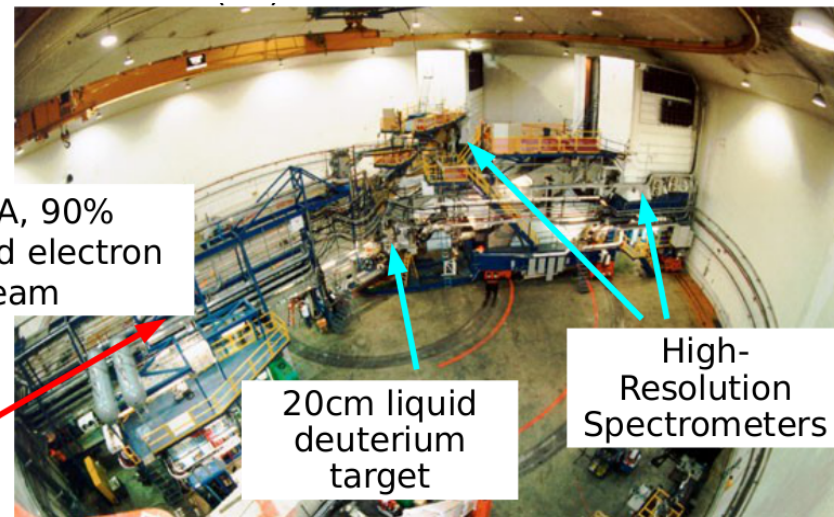 A, 90%
d electron
eam
20cm liquid
deuterium
target
High-
Resolution
Spectrometers